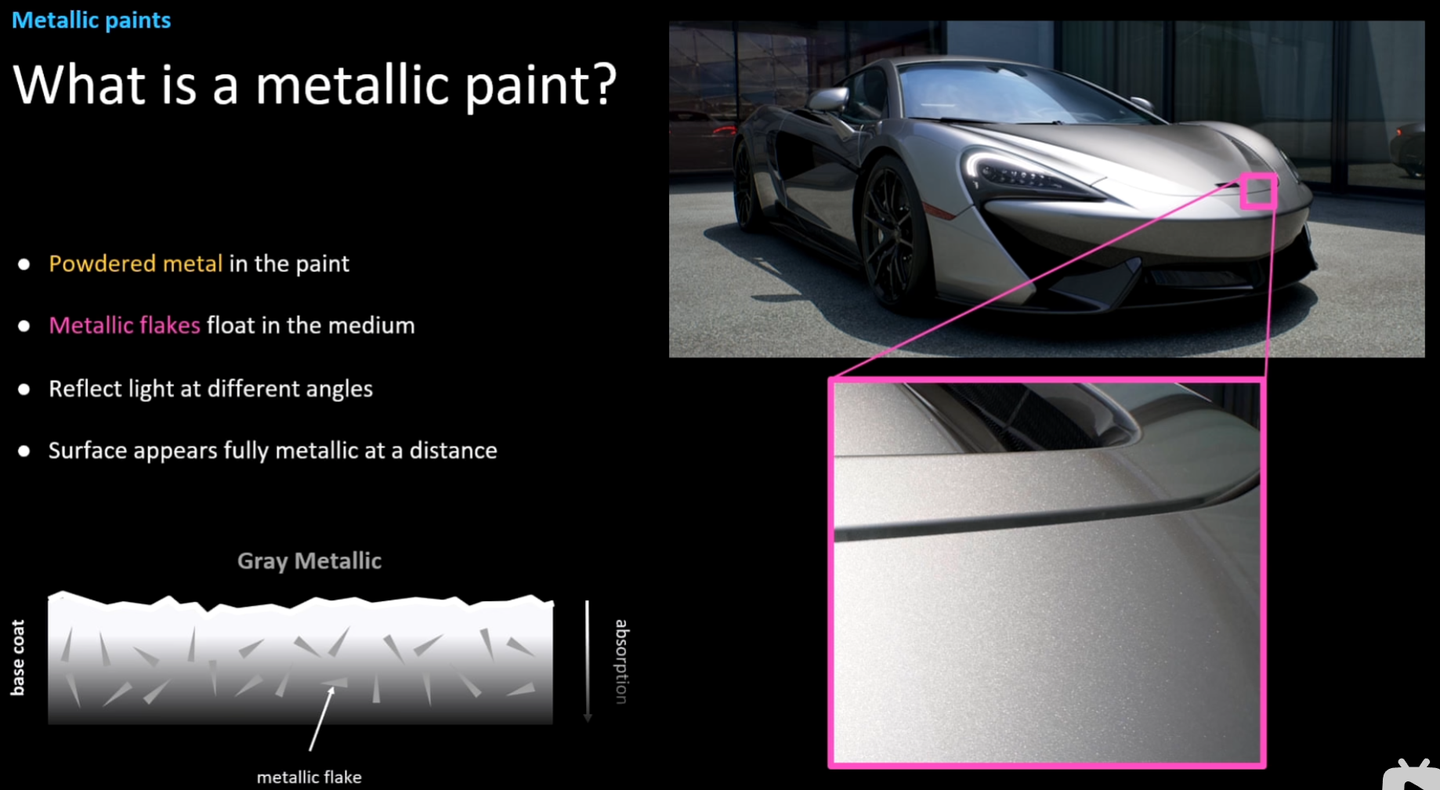 Metallic paints
What is a metallic paint?
Powdered metal in the paint
Metallic flakes float in the medium
Reflect light at different angles
Surface appears fully metallic at a distance
Gray Metallic
base coat
absorption
metallic flake